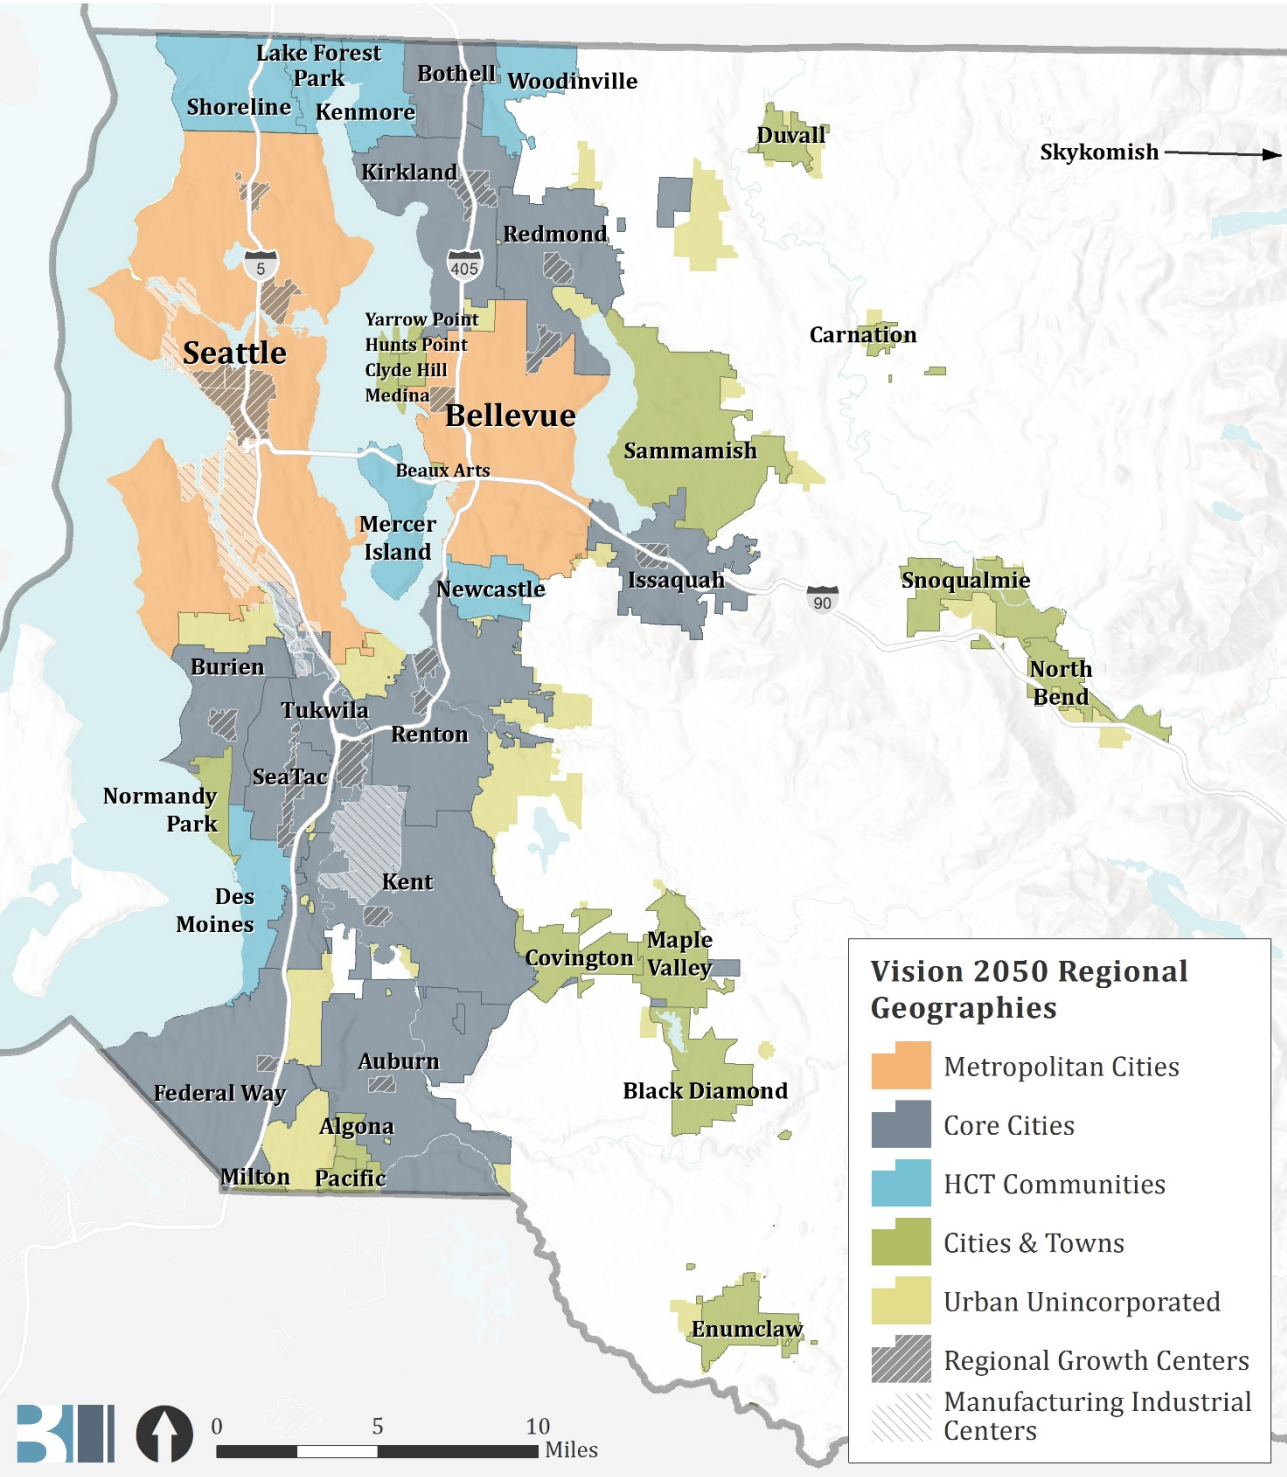 Lake Forest
Park
Bothell
Woodinville
Shoreline
Kenmore
Duvall
Skykomish
Kirkland
Redmond
5
405
Yarrow Point
Hunts Point
Clyde Hill
Medina
Carnation
Seattle
Bellevue
Sammamish
Beaux Arts
Mercer
Island
Newcastle
Issaquah
90
Snoqualmie
North
Bend
Burien
Tukwila
Renton
SeaTac
Normandy
Park
Kent
Des
Moines
Covington
Maple
Valley
Auburn
Federal Way
Black Diamond
Algona
Milton
Pacific
Enumclaw
Vision 2050 Regional
Geographies
Metropolitan Cities
Core Cities
HCT Communities
Cities & Towns
Urban Unincorporated
Regional Growth Centers
Manufacturing Industrial
Centers
0 5 10
Miles